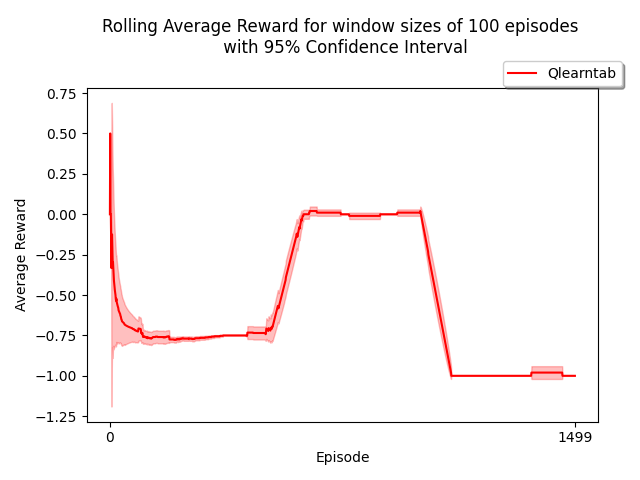 Rolling Average Reward for window sizes of 100 episodes
with 95% Confidence Interval
Qlearntab
0.75
0.50
0.25
0.00
−0.25
−0.50
−0.75
−1.00
−1.25
Average Reward
0
1499
Episode